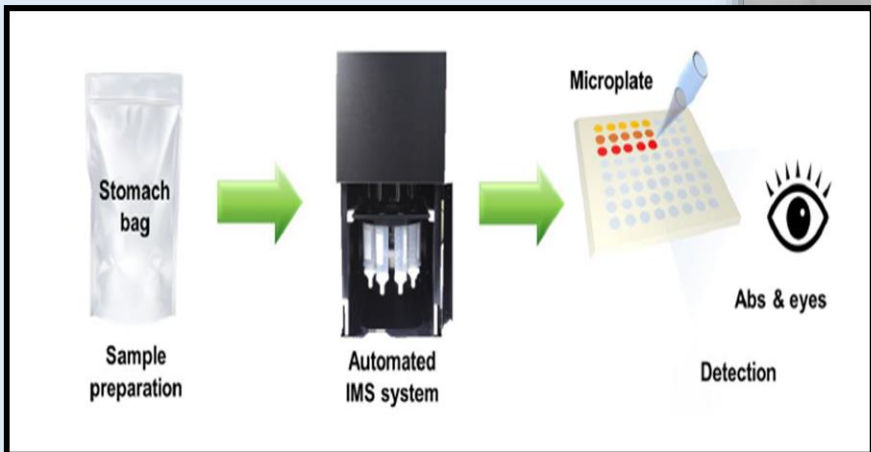 Stomach
bag
Sample
preparation
Automated
IMS system
Microplate
Abs & eyes
Detection